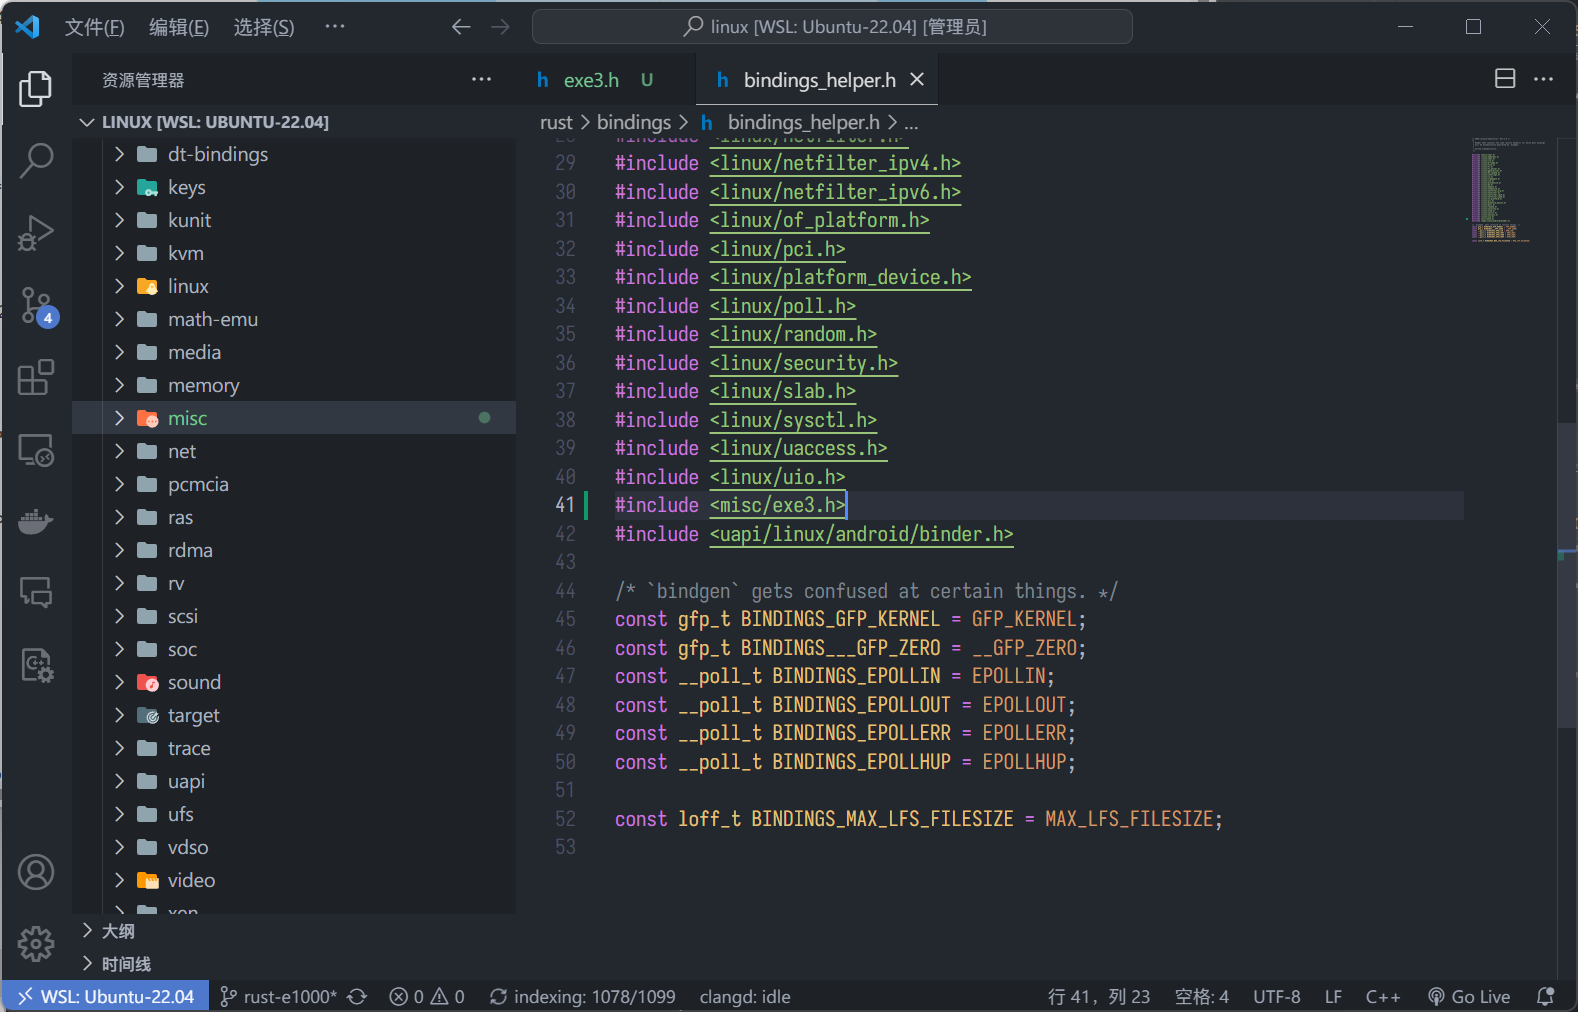 文件(F) 编辑(E) 选择(S) ··· linux [WSL: Ubuntu-22.04] [管理员]
资源管理器 ···
exe3.h U bindings_helper.h
LINUX [WSL: UBUNTU-22.04]
dt-bindings
keys
kunit
kvm
linux
math-emu
media
memory
misc
net
pcmcia
ras
rdma
rv
scsi
soc
sound
target
trace
uapi
ufs
vdso
video
xen
大纲
时间线
rust > bindings > h bindings_helper.h > ...
28 #include <linux/netfilter.h>
29 #include <linux/netfilter_ipv4.h>
30 #include <linux/netfilter_ipv6.h>
31 #include <linux/of_platform.h>
32 #include <linux/pci.h>
33 #include <linux/platform_device.h>
34 #include <linux/poll.h>
35 #include <linux/random.h>
36 #include <linux/security.h>
37 #include <linux/slab.h>
38 #include <linux/sysctl.h>
39 #include <linux/uaccess.h>
40 #include <linux/uio.h>
41 #include <misc/exe3.h>
42 #include <uapi/linux/android/binder.h>
43
44 /* `bindgen` gets confused at certain things. */
45 const gfp_t BINDINGS_GFP_KERNEL = GFP_KERNEL;
46 const gfp_t BINDINGS___GFP_ZERO = __GFP_ZERO;
47 const __poll_t BINDINGS_EPOLLIN = EPOLLIN;
48 const __poll_t BINDINGS_EPOLLOUT = EPOLLOUT;
49 const __poll_t BINDINGS_EPOLLERR = EPOLLERR;
50 const __poll_t BINDINGS_EPOLLHUP = EPOLLHUP;
51
52 const loff_t BINDINGS_MAX_LFS_FILESIZE = MAX_LFS_FILESIZE;
53
4
WSL: Ubuntu-22.04 rust-e1000* 0 0 indexing: 1078/1099 clangd: idle 行 41，列 23 空格: 4 UTF-8 LF C++ Go Live